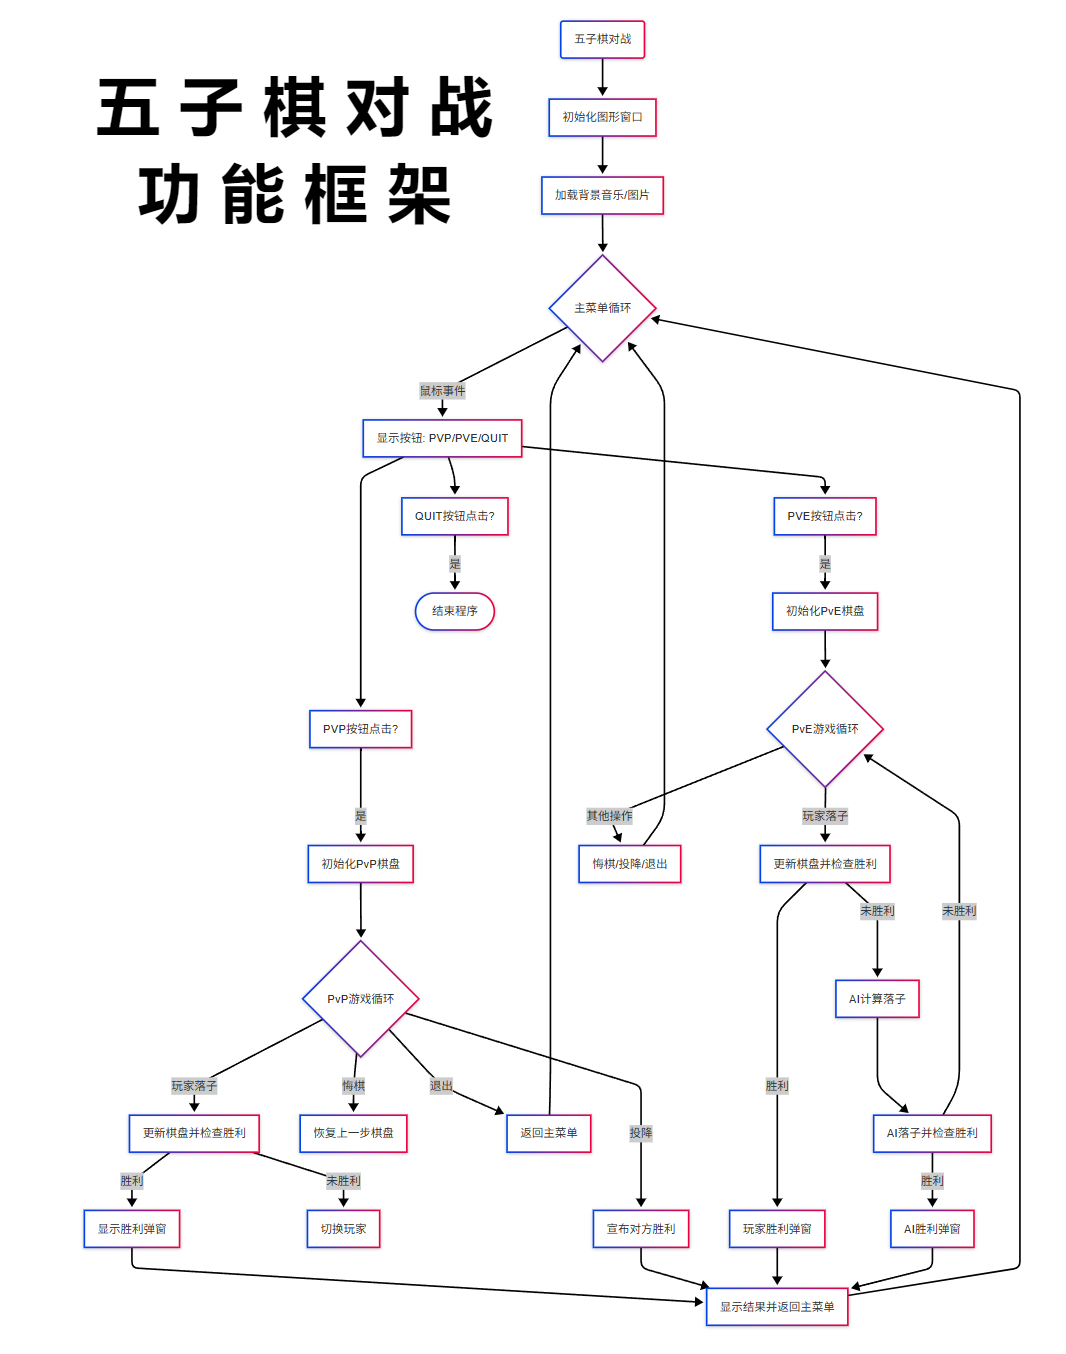 五子棋对战
功能框架
五子棋对战
初始化图形窗口
加载背景音乐/图片
主菜单循环
鼠标事件
显示按钮: PVP/PVE/QUIT
QUIT按钮点击?
PVE按钮点击?
是
是
结束程序
初始化PvE棋盘
PVP按钮点击?
PvE游戏循环
是
其他操作
玩家落子
初始化PvP棋盘
悔棋/投降/退出
更新棋盘并检查胜利
未胜利
未胜利
PvP游戏循环
AI计算落子
玩家落子
悔棋
退出
胜利
更新棋盘并检查胜利
恢复上一步棋盘
返回主菜单
投降
AI落子并检查胜利
胜利
未胜利
胜利
显示胜利弹窗
切换玩家
宣布对方胜利
玩家胜利弹窗
AI胜利弹窗
显示结果并返回主菜单